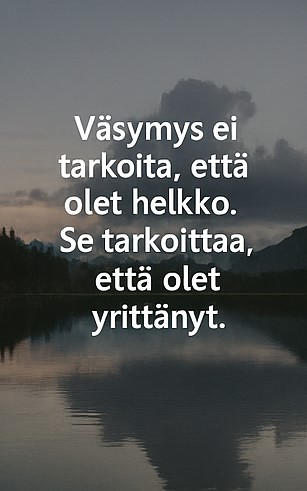 Väsymys ei
tarkoita, että
olet helkko.
Se tarkoittaa,
että olet
yrittänyt.